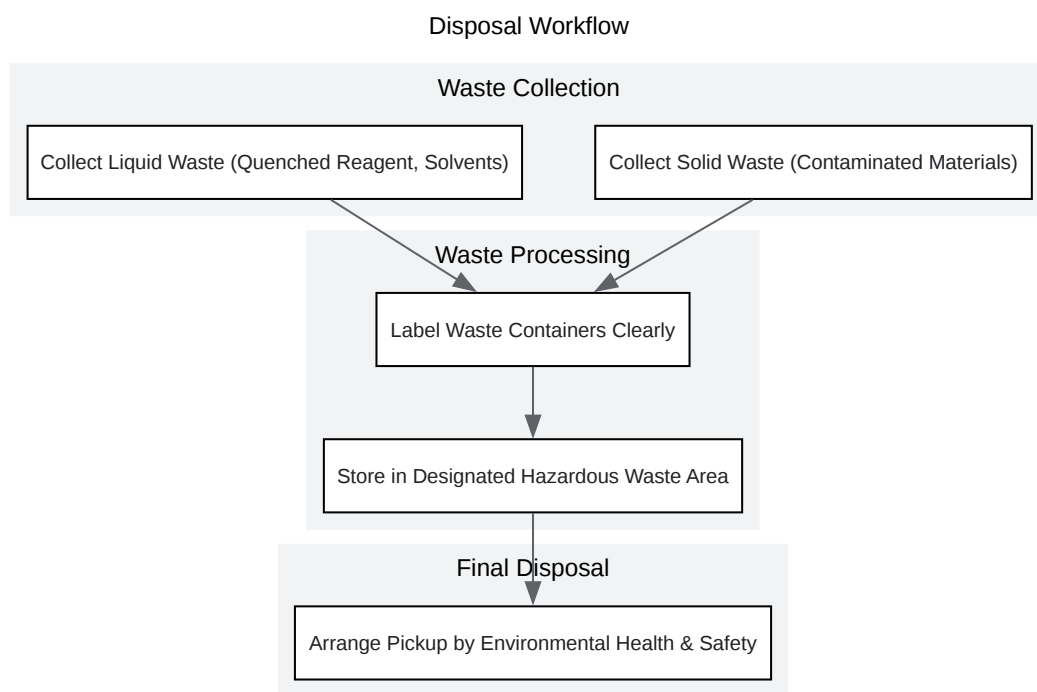 Disposal Workflow
Waste Collection
Collect Liquid Waste (Quenched Reagent, Solvents)
Collect Solid Waste (Contaminated Materials)
Waste Processing
Label Waste Containers Clearly
Store in Designated Hazardous Waste Area
Final Disposal
Arrange Pickup by Environmental Health & Safety